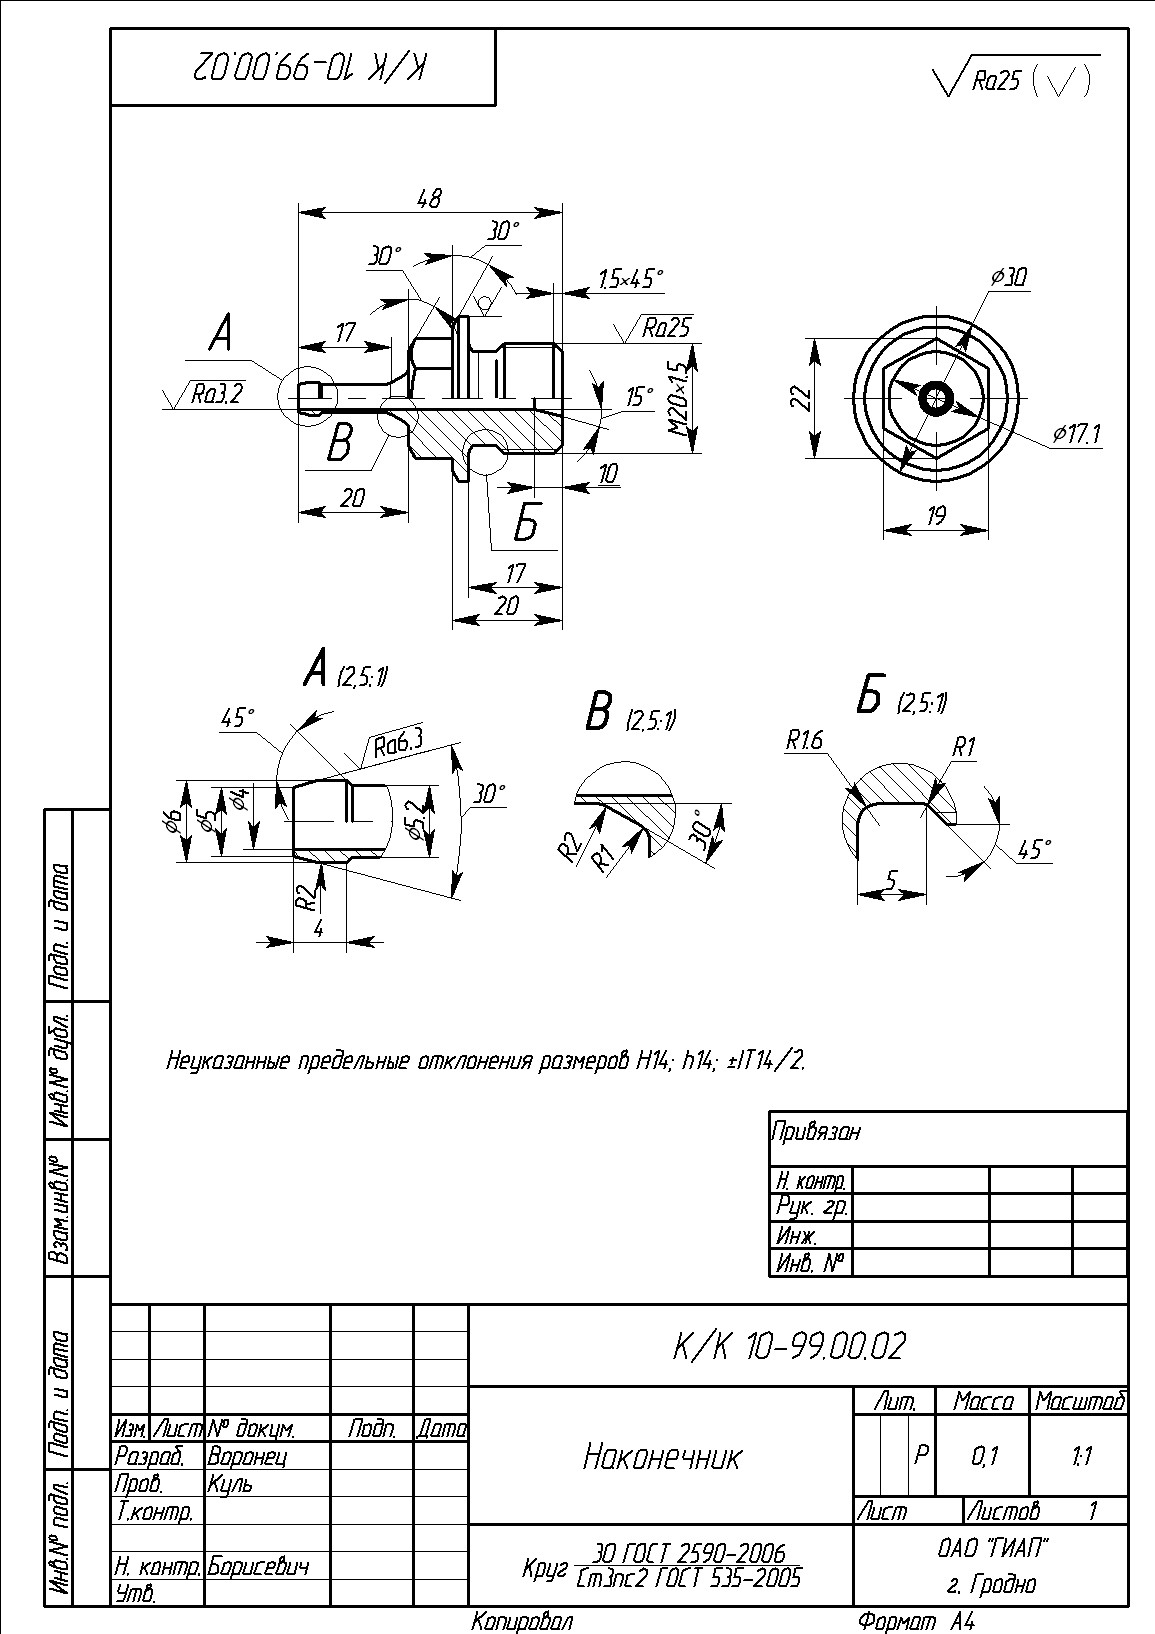 К/К 10-99.00.02
Ra25 (√)
48
30°
30°
1.5×45°
А
17
Ra3.2
Ra25
М20×1.5
15°
В
20
10
Б
17
20
⌀30
22
⌀17.1
19
А (2,5:1)
45°
Ra6.3
⌀6
⌀5
⌀4
⌀5.2
30°
R2
4
В (2,5:1)
R2
R1
30°
Б (2,5:1)
R1.6
R1
5
45°
Неуказанные предельные отклонения размеров Н14; h14; ±IT14/2.
Подп. и дата
Инв.№ дубл.
Взам.инв.№
Подп. и дата
Инв.№ подл.
Привязан
Н. контр.
Рук. гр.
Инж.
Инв. №
К/К 10-99.00.02
Изм. Лист № докум. Подп. Дата
Разраб. Воронец
Пров. Куль
Т.контр.
Н. контр. Борисевич
Утв.
Наконечник
Лит. Масса Масштаб
Р 0,1 1:1
Лист Листов 1
Круг 30 ГОСТ 2590-2006
Ст3пс2 ГОСТ 535-2005
ОАО "ГИАП"
г. Гродно
Копировал Формат А4